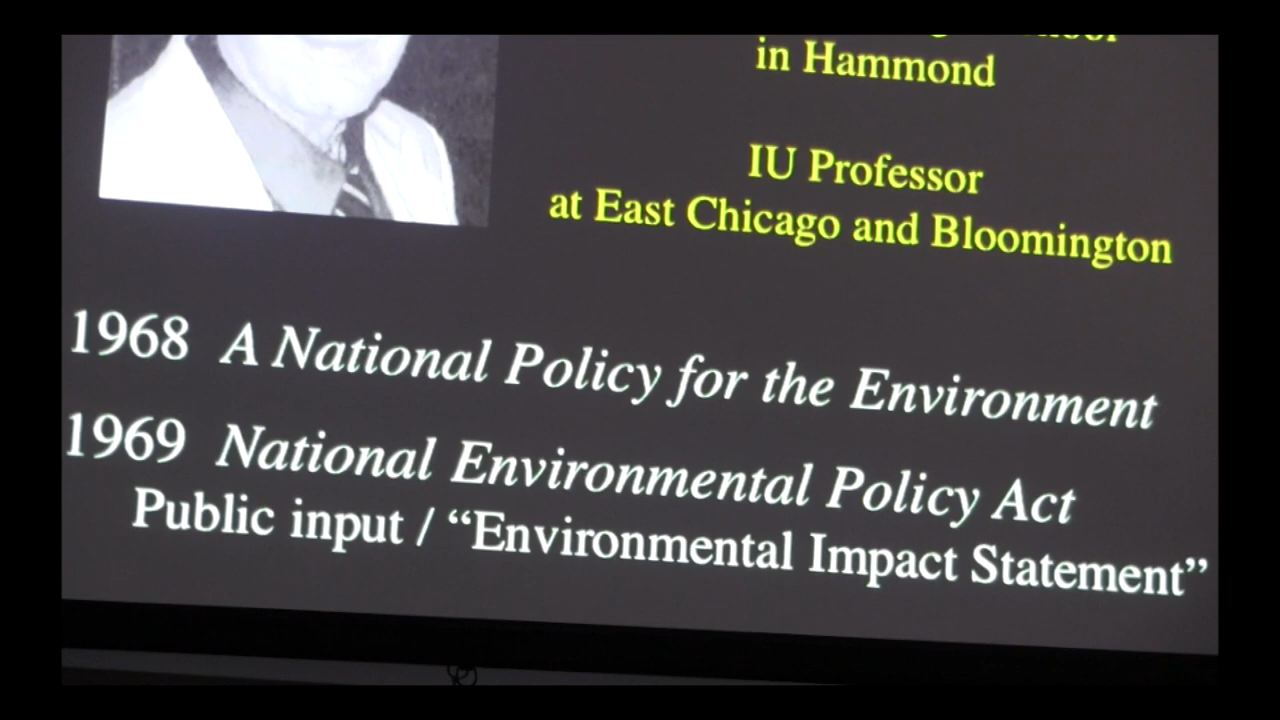 in Hammond
IU Professor
at East Chicago and Bloomington
1968 A National Policy for the Environment
1969 National Environmental Policy Act
Public input / “Environmental Impact Statement”